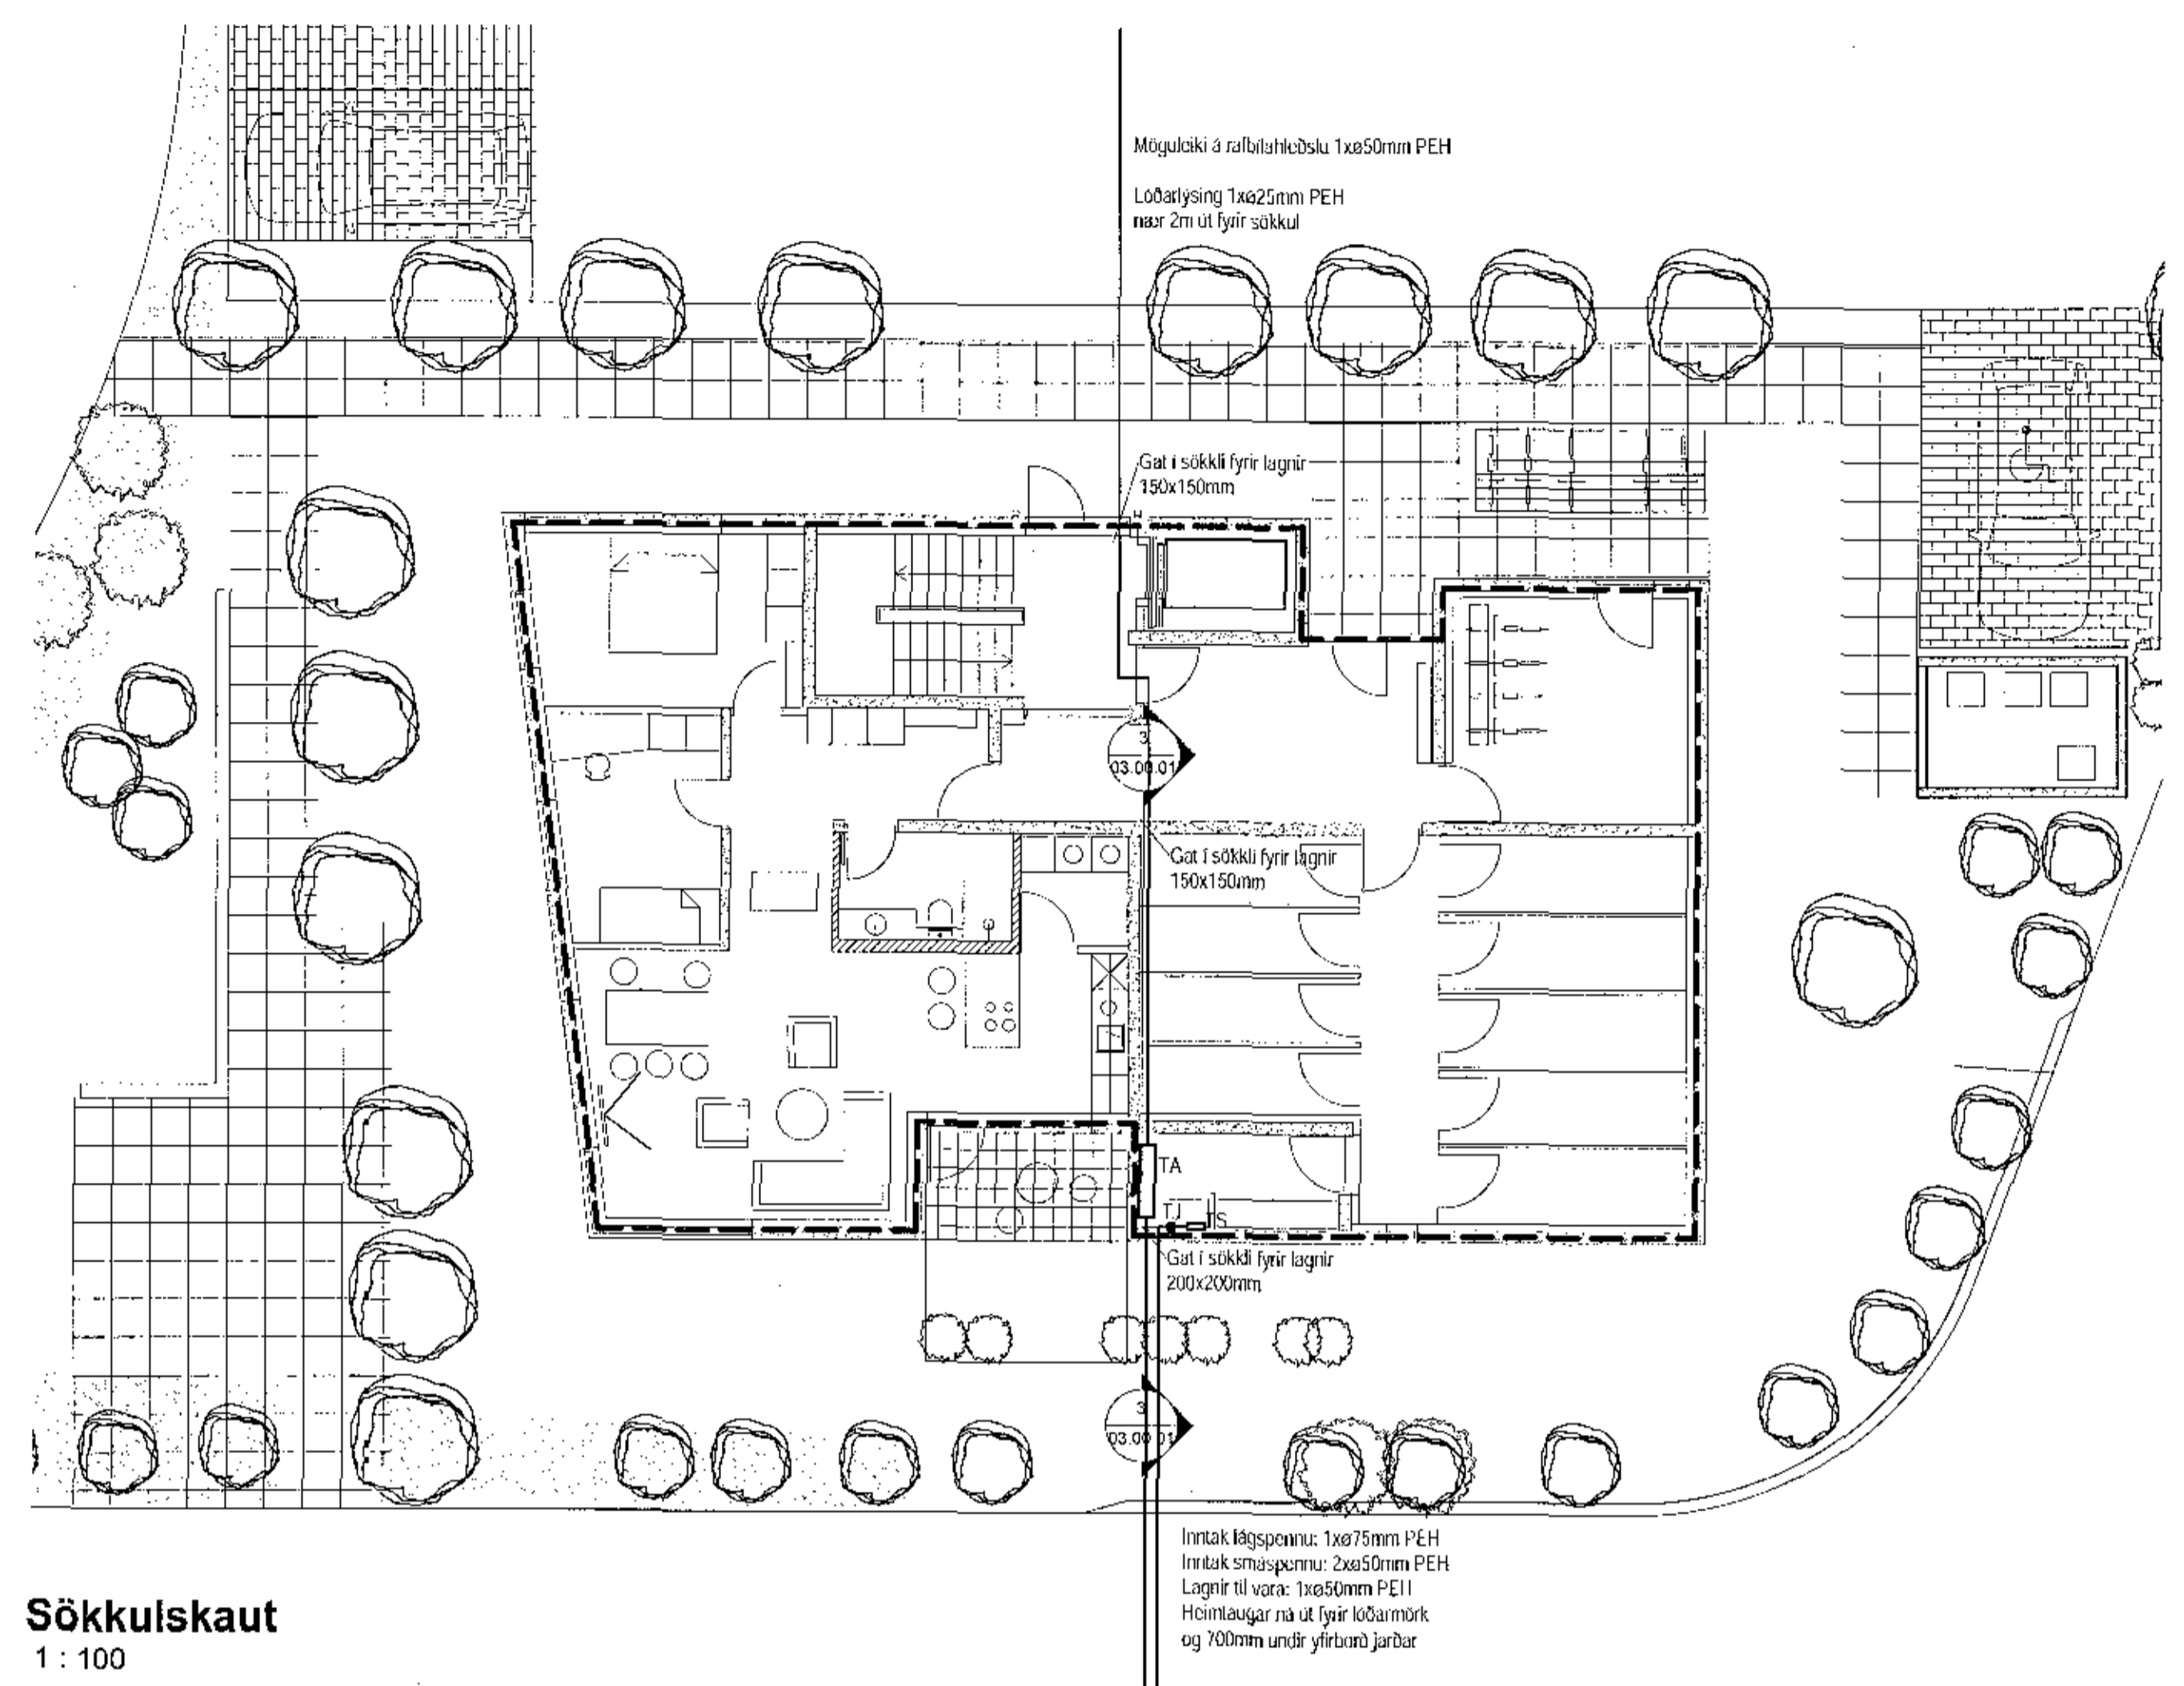 Möguleiki á rafbílahleðslu 1xø50mm PEH
Lóðarlýsing 1xø25mm PEH
nær 2m út fyrir sökkul
Gat í sökkli fyrir lagnir
150x150mm
3
03.00.01
Gat í sökkli fyrir lagnir
150x150mm
TA
TJ
TS
Gat í sökkli fyrir lagnir
200x200mm
3
03.00.01
Inntak lágspennu: 1xø75mm PEH
Inntak smáspennu: 2xø50mm PEH
Lagnir til vara: 1xø50mm PEH
Heimtaugar ná út fyrir lóðarmörk
og 700mm undir yfirborð jarðar
Sökkulskaut
1 : 100